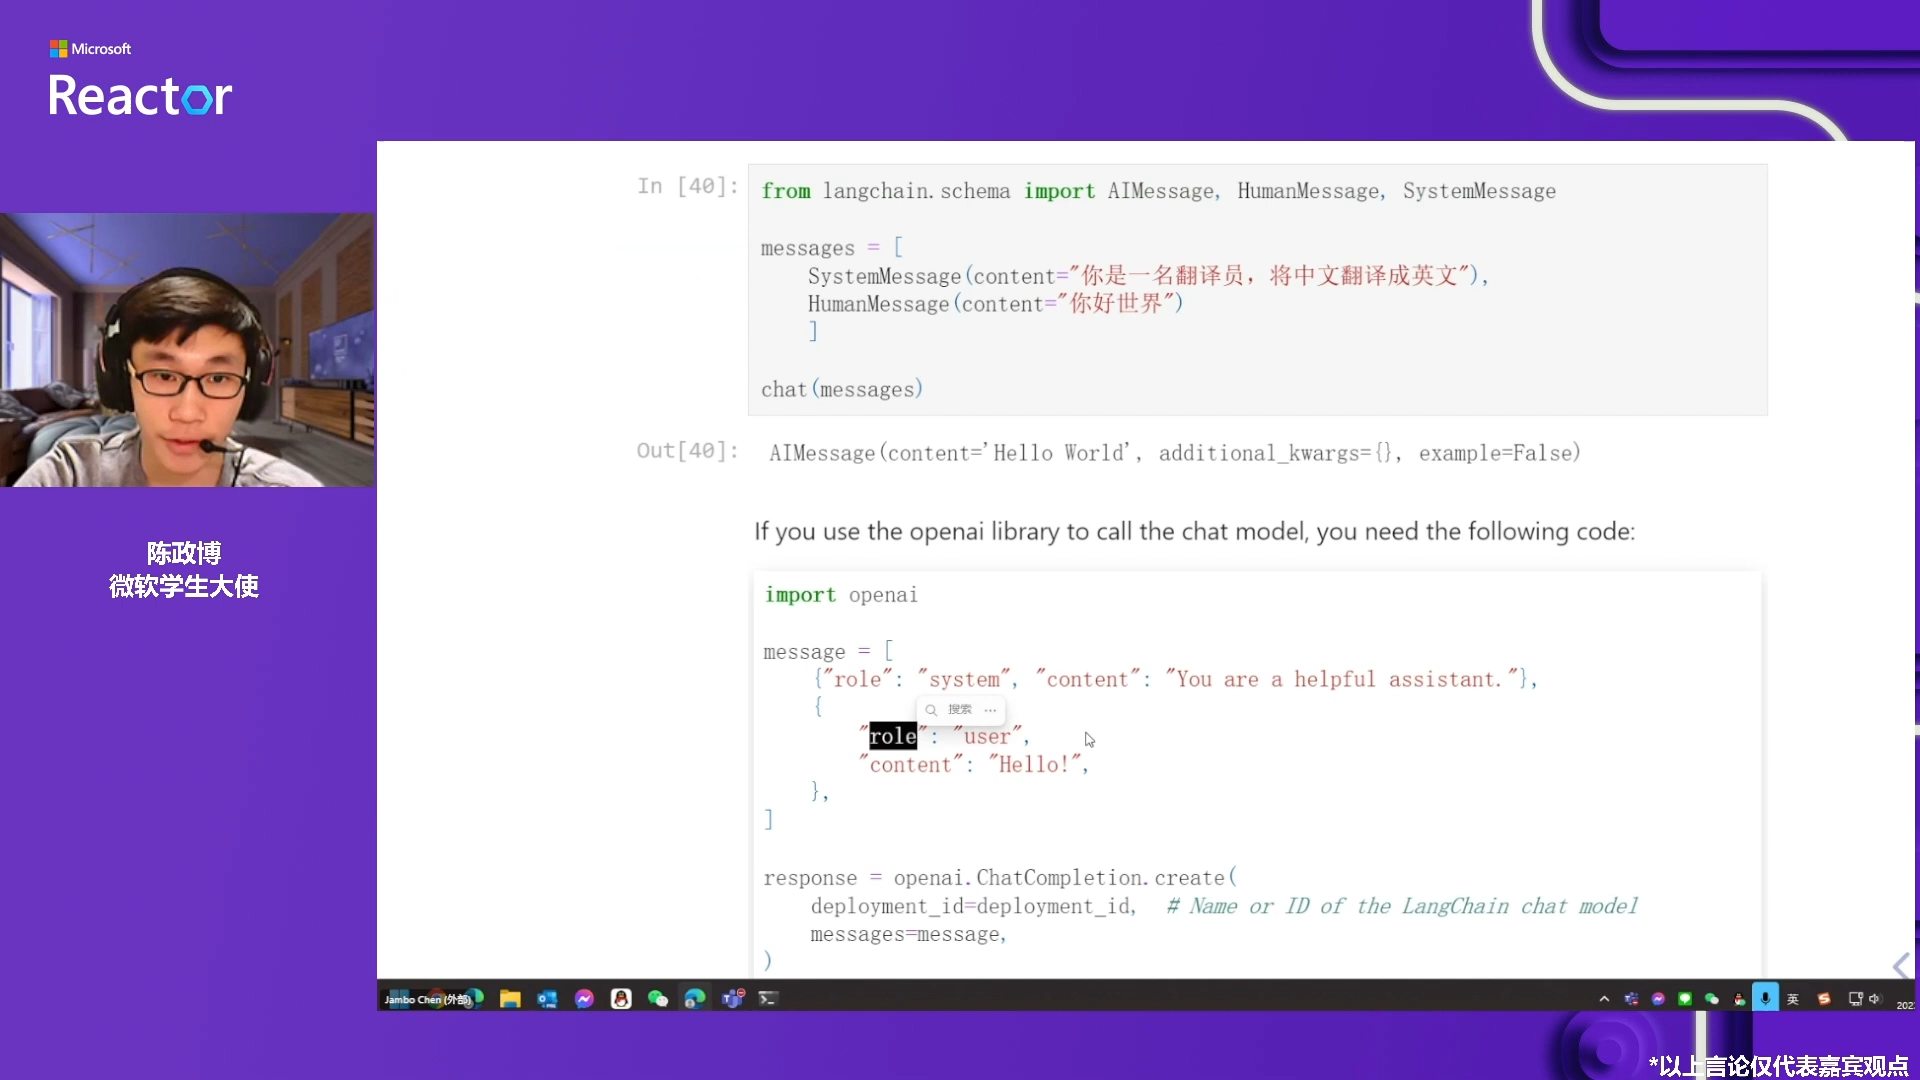 Microsoft
Reactor
In [40]:
from langchain.schema import AIMessage, HumanMessage, SystemMessage
messages = [
SystemMessage(content="你是一名翻译员，将中文翻译成英文"),
HumanMessage(content="你好世界")
]
chat(messages)
Out[40]:
AIMessage(content='Hello World', additional_kwargs={}, example=False)
If you use the openai library to call the chat model, you need the following code:
import openai
message = [
{"role": "system", "content": "You are a helpful assistant."},
{
搜索 ···
"role": "user",
"content": "Hello!",
},
]
response = openai.ChatCompletion.create(
deployment_id=deployment_id, # Name or ID of the LangChain chat model
messages=message,
)
陈政博
微软学生大使
Jambo Chen (外部)
英
202
*以上言论仅代表嘉宾观点